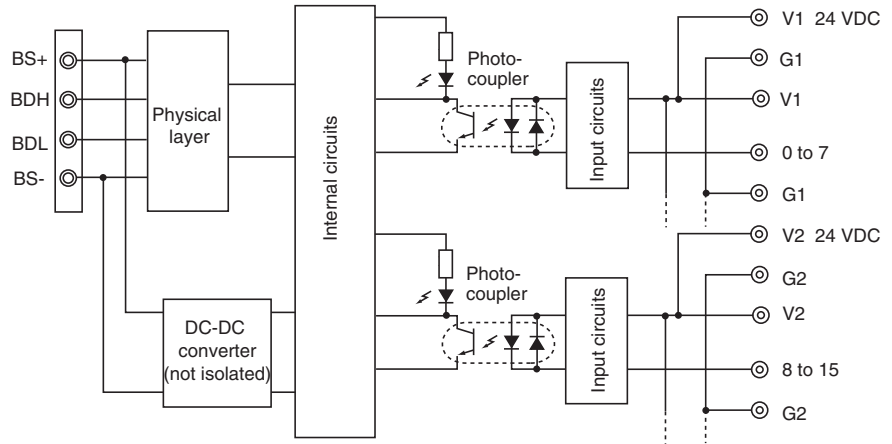 BS+
BDH
BDL
BS-
Physical
layer
DC-DC
converter
(not isolated)
Internal circuits
Photo-
coupler
Input circuits
V1 24 VDC
G1
V1
0 to 7
G1
Photo-
coupler
Input circuits
V2 24 VDC
G2
V2
8 to 15
G2